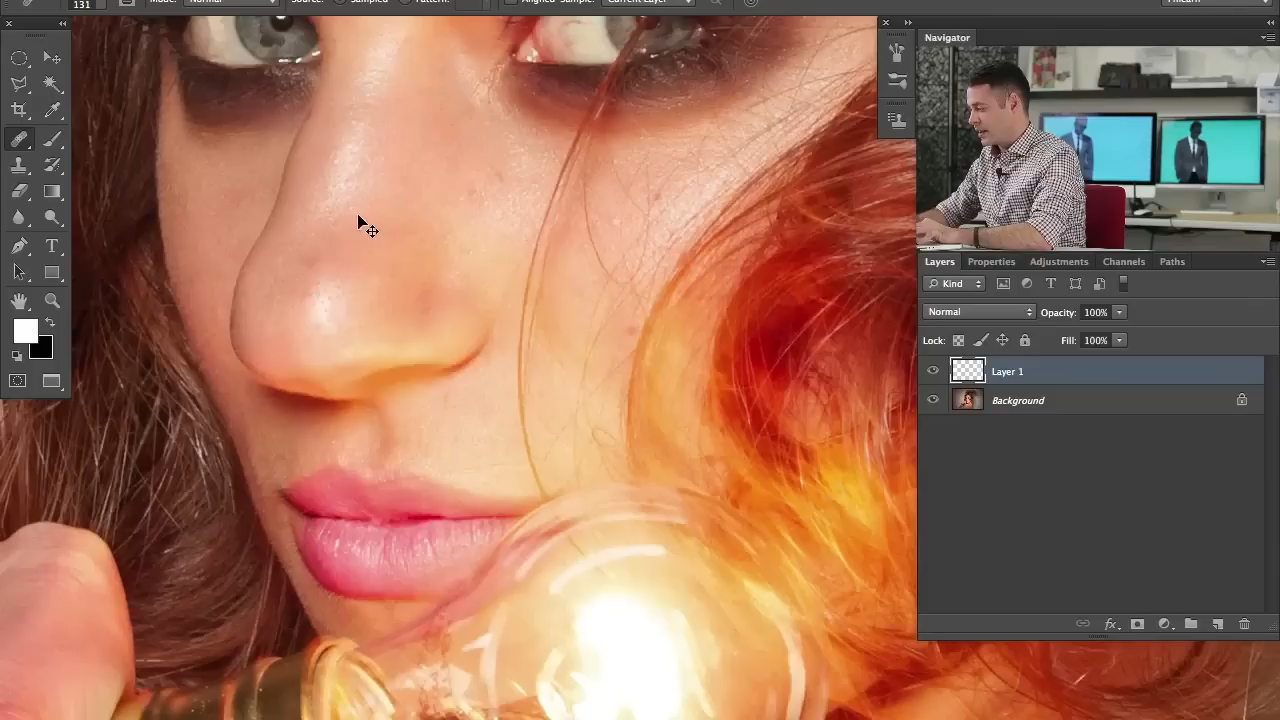 131
Mode: Normal
Source:
Sampled
Pattern:
Aligned
Sample:
Current Layer
Navigator
Layers
Properties
Adjustments
Channels
Paths
Kind
Normal
Opacity: 100%
Lock:
Fill: 100%
Layer 1
Background